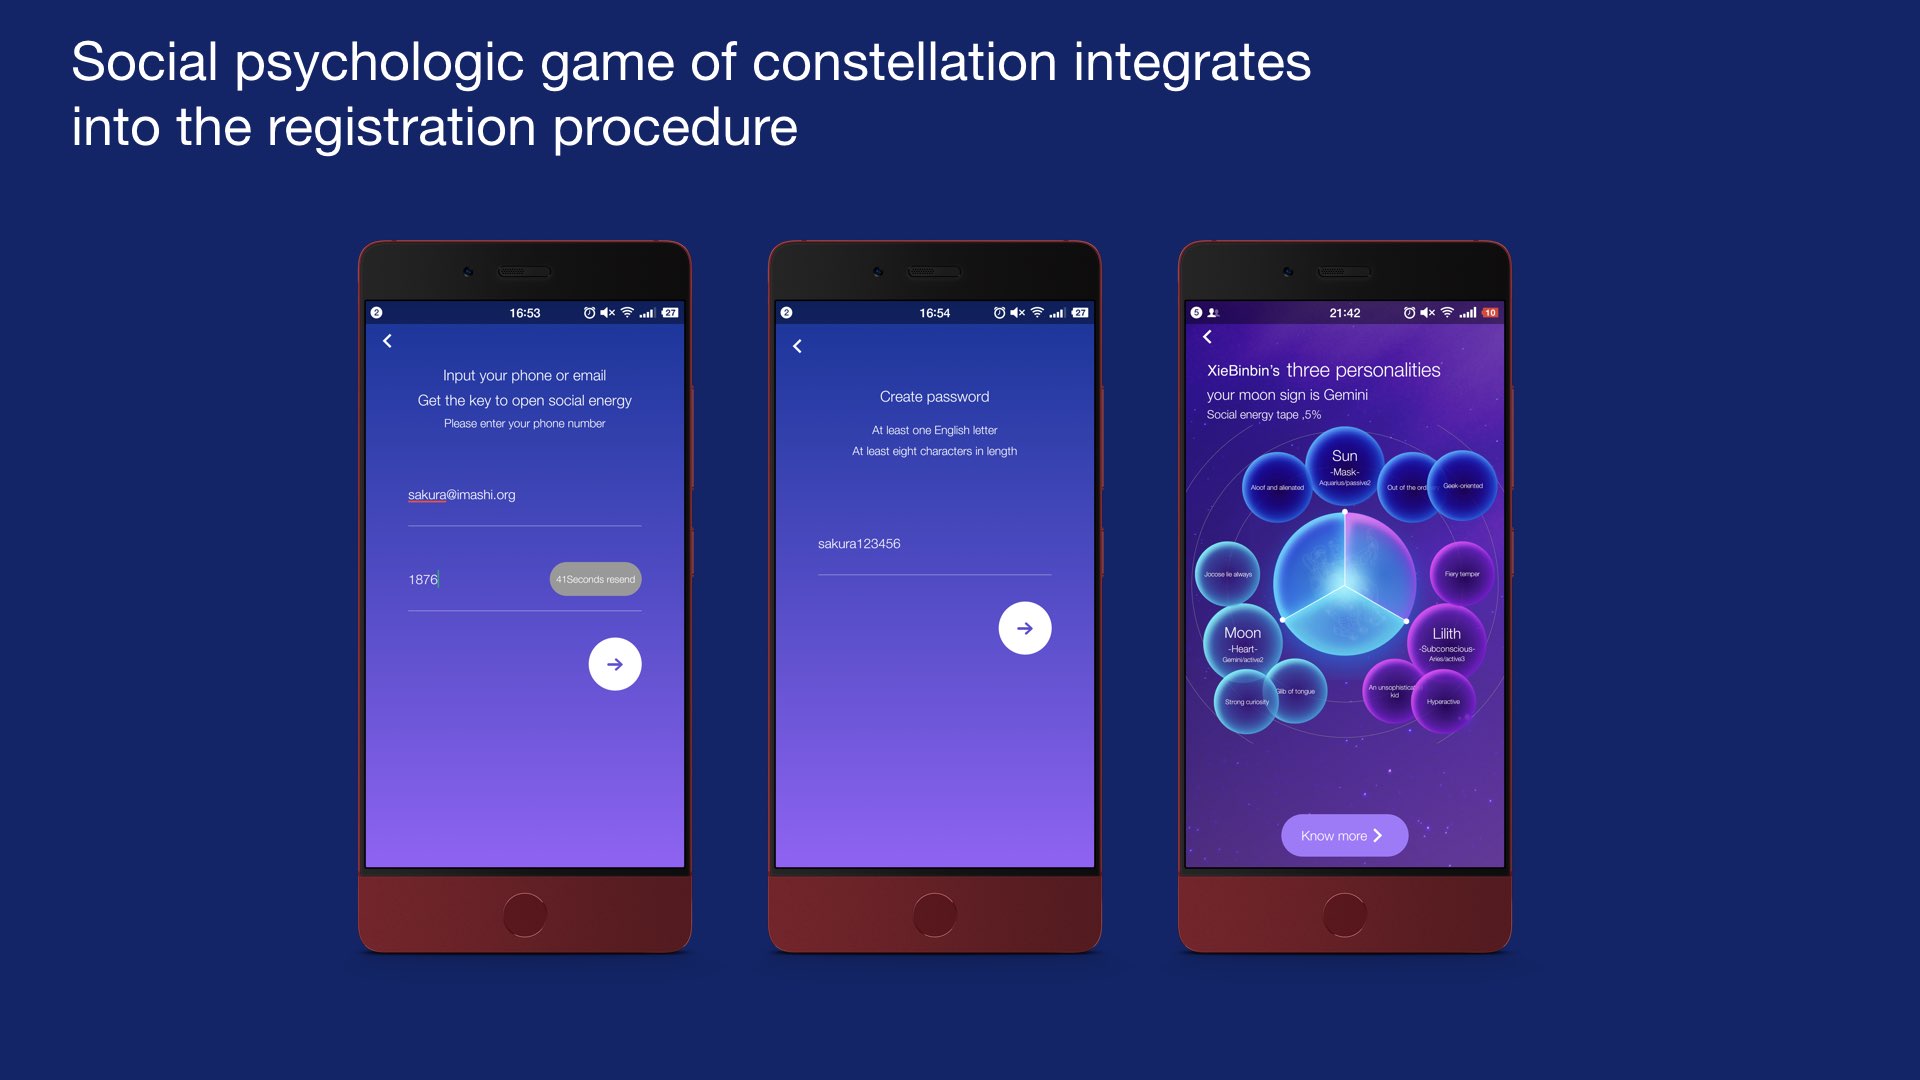 Social psychologic game of constellation integrates
into the registration procedure
2
16:53
27
Input your phone or email
Get the key to open social energy
Please enter your phone number
sakura@imashi.org
1876
41Seconds resend
2
16:54
27
Create password
At least one English letter
At least eight characters in length
sakura123456
5
21:42
10
XieBinbin's three personalities
your moon sign is Gemini
Social energy tape ,5%
Sun
-Mask-
Aquarius/passive2
Aloof and alienated
Out of the ord
Geek-oriented
Jocose lie always
Fiery temper
Moon
-Heart-
Gemini/active2
Lilith
-Subconscious-
Aries/active3
Strong curiosity
Glib of tongue
An unsophistica
kid
Hyperactive
Know more